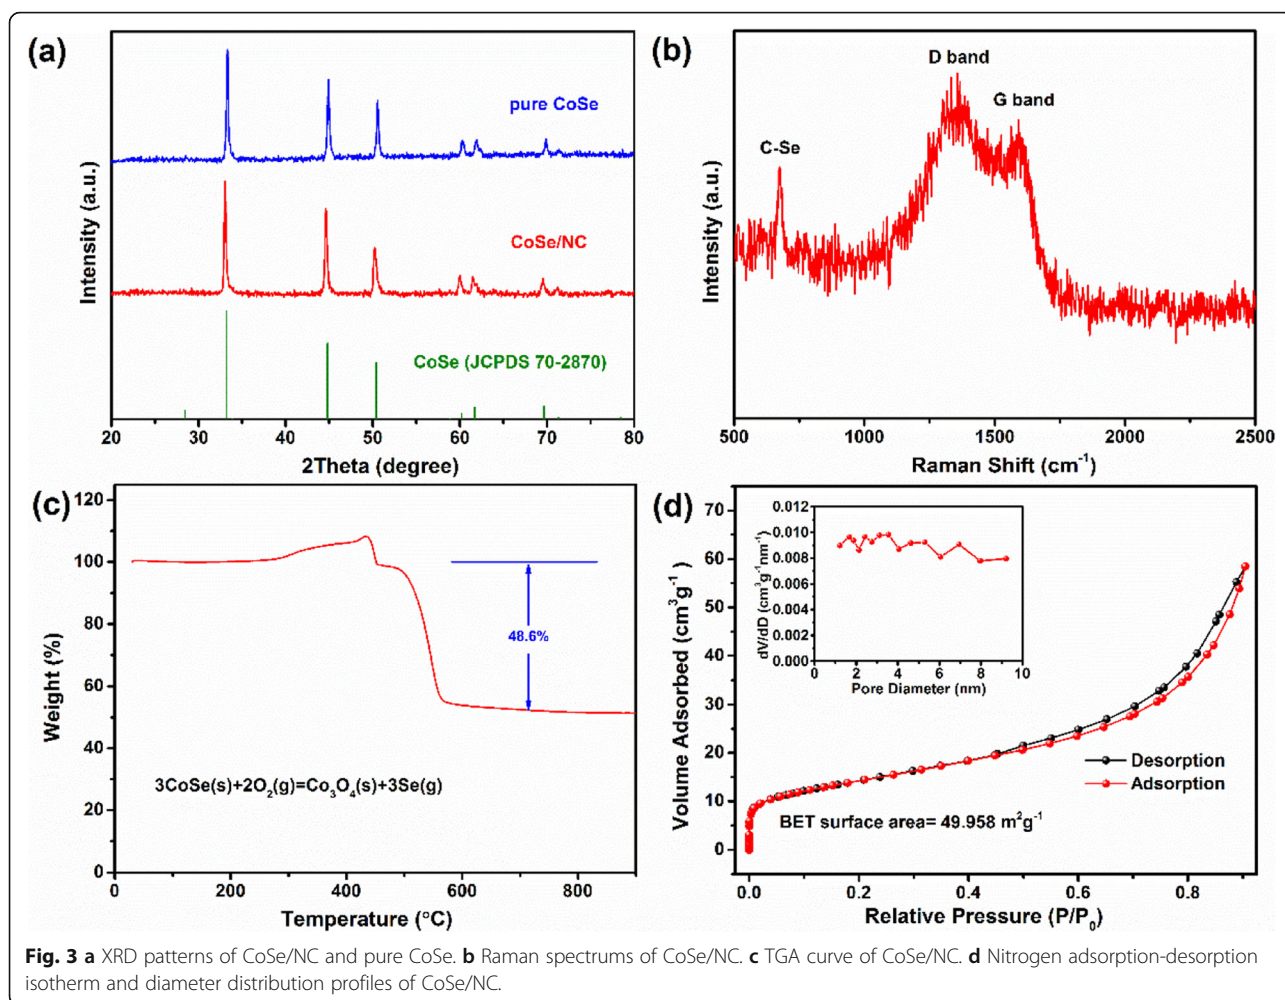 (a)
pure CoSe
CoSe/NC
CoSe (JCPDS 70-2870)
Intensity (a.u.)
20 30 40 50 60 70 80
2Theta (degree)
(b)
D band
G band
C-Se
Intensity (a.u.)
500 1000 1500 2000 2500
Raman Shift (cm⁻¹)
(c)
120
100
80
60
40
20
0
Weight (%)
48.6%
3CoSe(s)+2O₂(g)=Co₃O₄(s)+3Se(g)
0 200 400 600 800
Temperature (°C)
(d)
70
60
50
40
30
20
10
0
Volume Adsorbed (cm³g⁻¹)
0.012
0.010
0.008
0.006
0.004
0.002
0.000
dV/dD (cm³g⁻¹nm⁻¹)
0 2 4 6 8 10
Pore Diameter (nm)
Desorption
Adsorption
BET surface area= 49.958 m²g⁻¹
0.0 0.2 0.4 0.6 0.8
Relative Pressure (P/P₀)
Fig. 3 a XRD patterns of CoSe/NC and pure CoSe. b Raman spectrums of CoSe/NC. c TGA curve of CoSe/NC. d Nitrogen adsorption-desorption
isotherm and diameter distribution profiles of CoSe/NC.